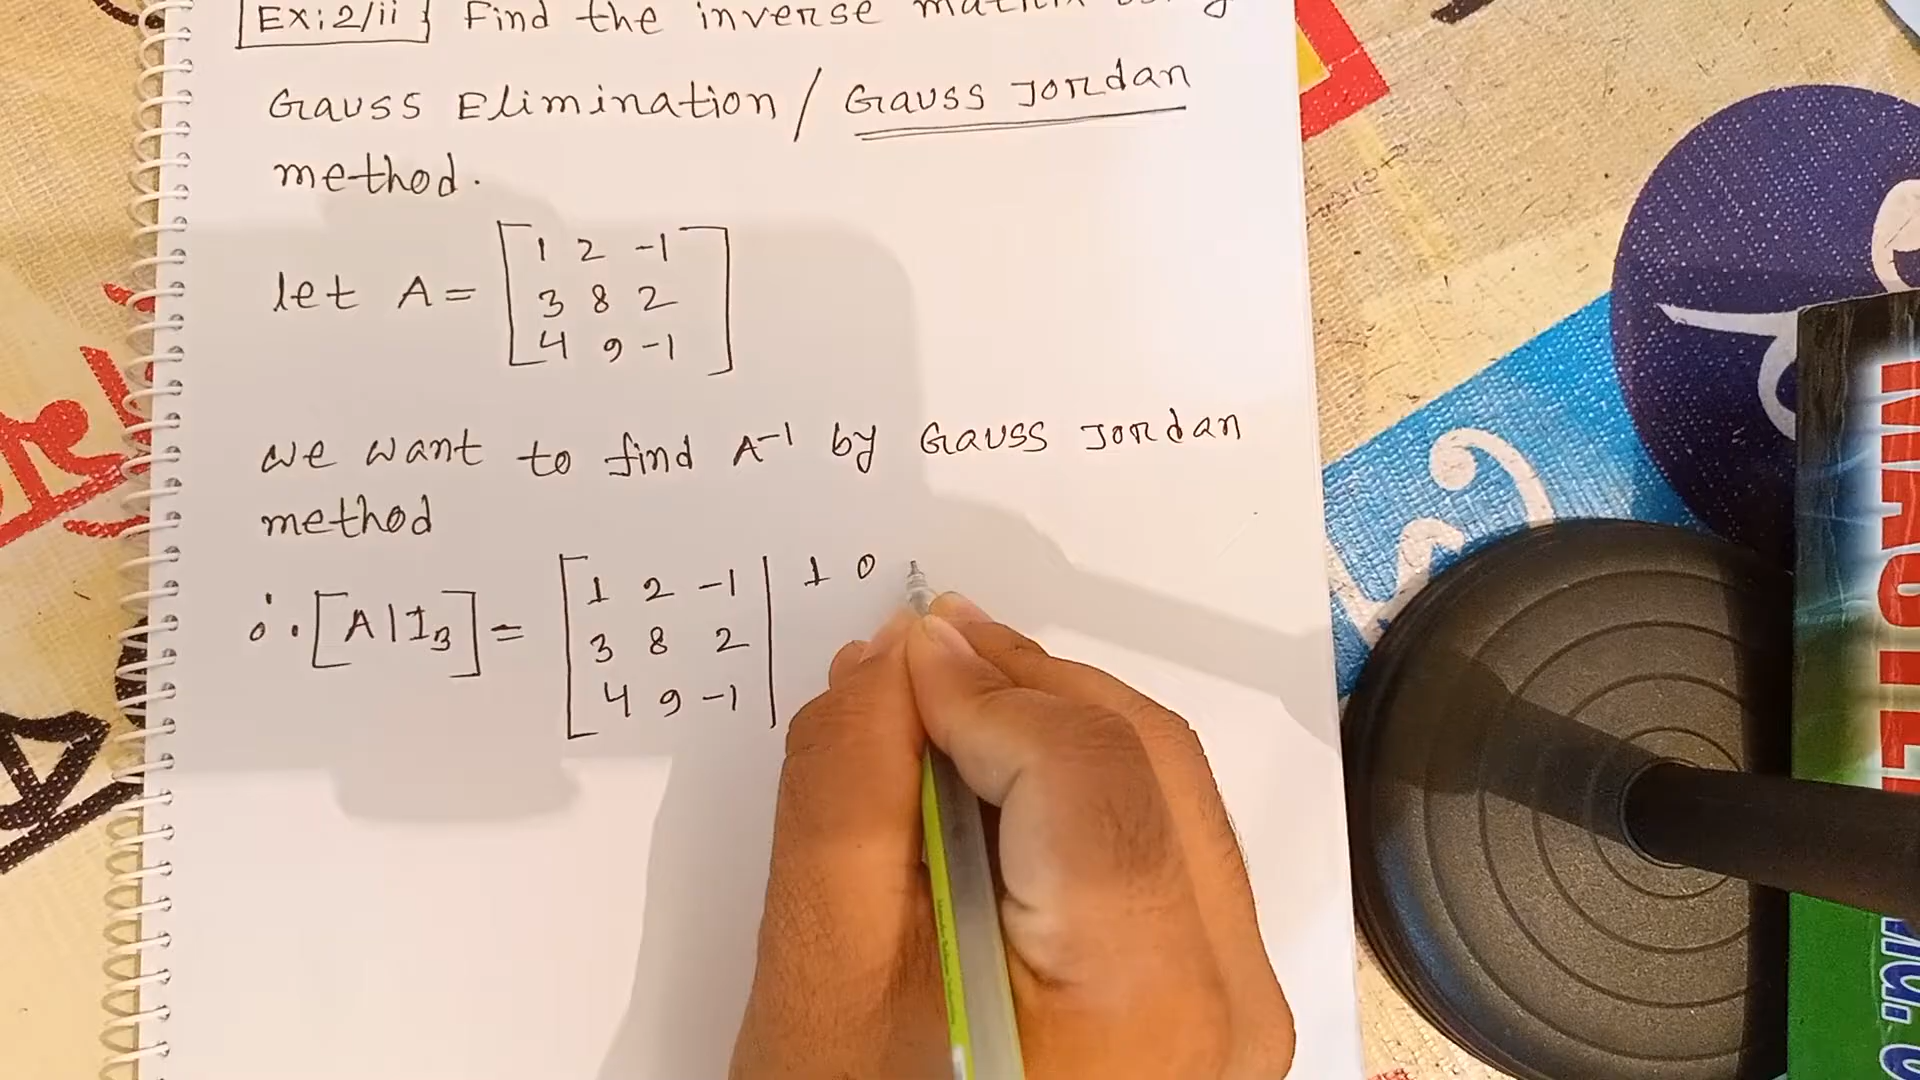 Ex:2/ii} Find the inverse matrix
Gauss Elimination / Gauss Jordan
method.
let A = [1 2 -1
3 8 2
4 9 -1]
we want to find A⁻¹ by Gauss Jordan
method
∴ [A|I₃] = [1 2 -1 | 1 0
3 8 2
4 9 -1